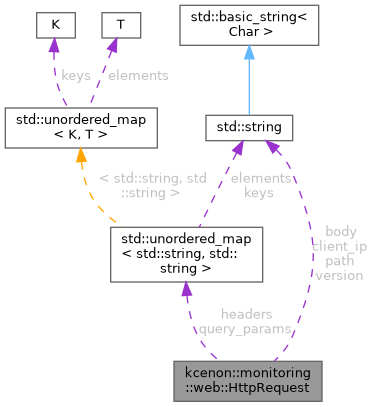 std::basic_string<
Char >
K
T
keys
elements
std::unordered_map
< K, T >
std::string
< std::string, std
::string >
elements
keys
std::unordered_map
< std::string, std::
string >
body
client_ip
path
version
headers
query_params
kcenon::monitoring
::web::HttpRequest